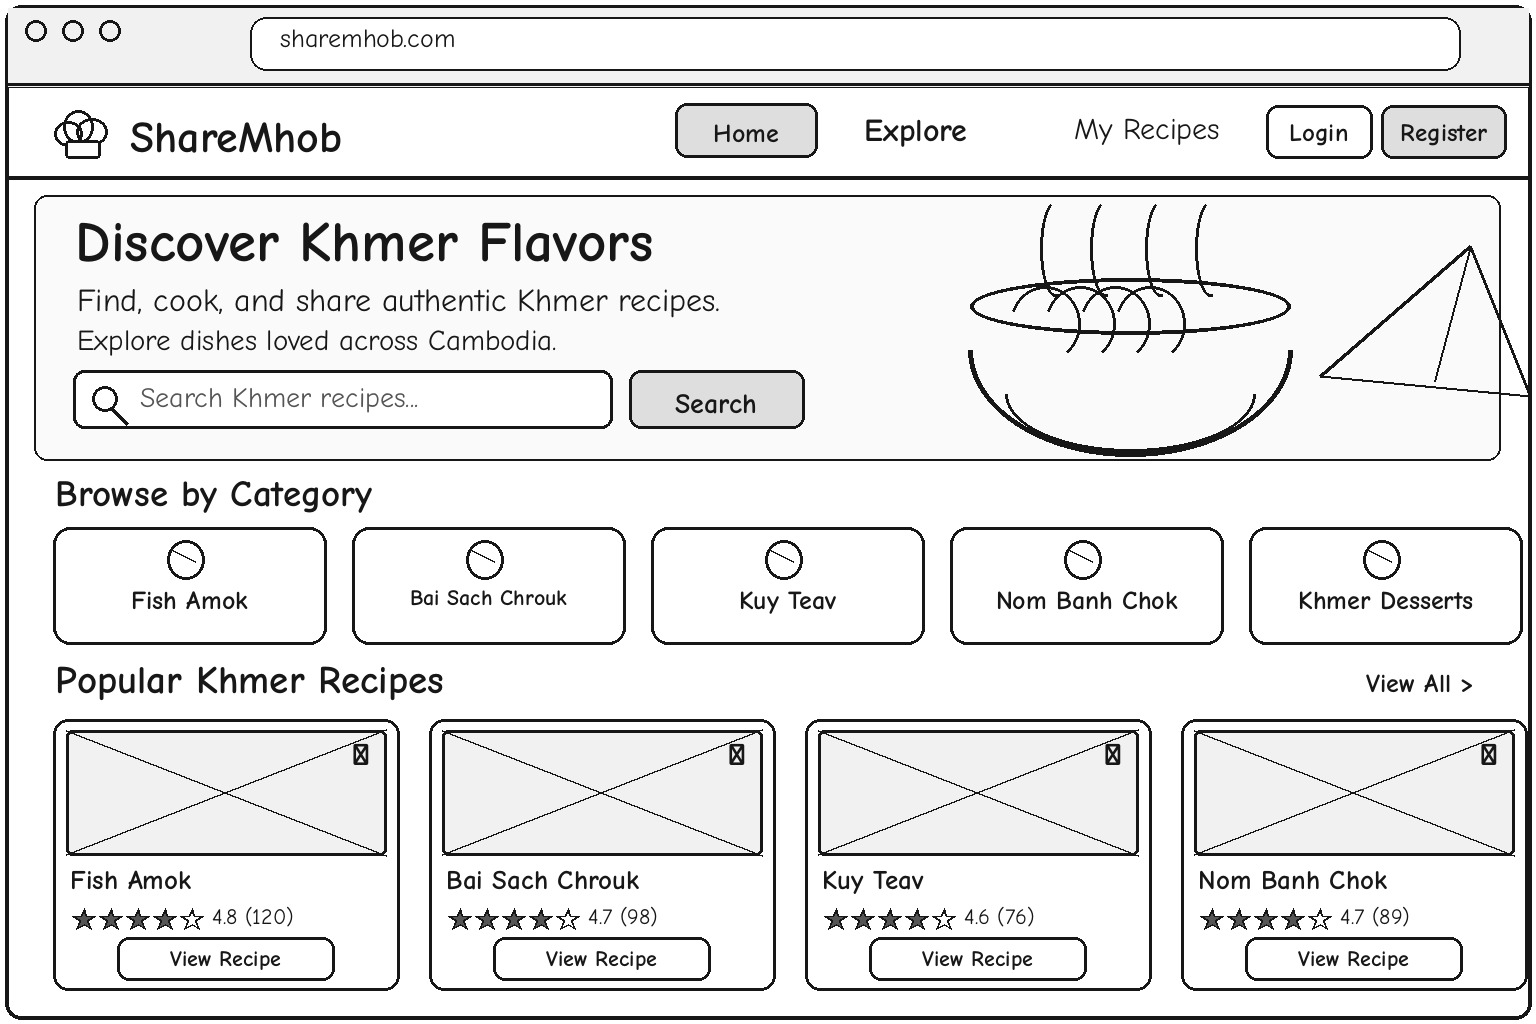 sharemhob.com
ShareMhob
Home
Explore
My Recipes
Login
Register
Discover Khmer Flavors
Find, cook, and share authentic Khmer recipes.
Explore dishes loved across Cambodia.
Search Khmer recipes...
Search
Browse by Category
Fish Amok
Bai Sach Chrouk
Kuy Teav
Nom Banh Chok
Khmer Desserts
Popular Khmer Recipes
View All >
Fish Amok
★★★★☆ 4.8 (120)
View Recipe
Bai Sach Chrouk
★★★★☆ 4.7 (98)
View Recipe
Kuy Teav
★★★★☆ 4.6 (76)
View Recipe
Nom Banh Chok
★★★★☆ 4.7 (89)
View Recipe